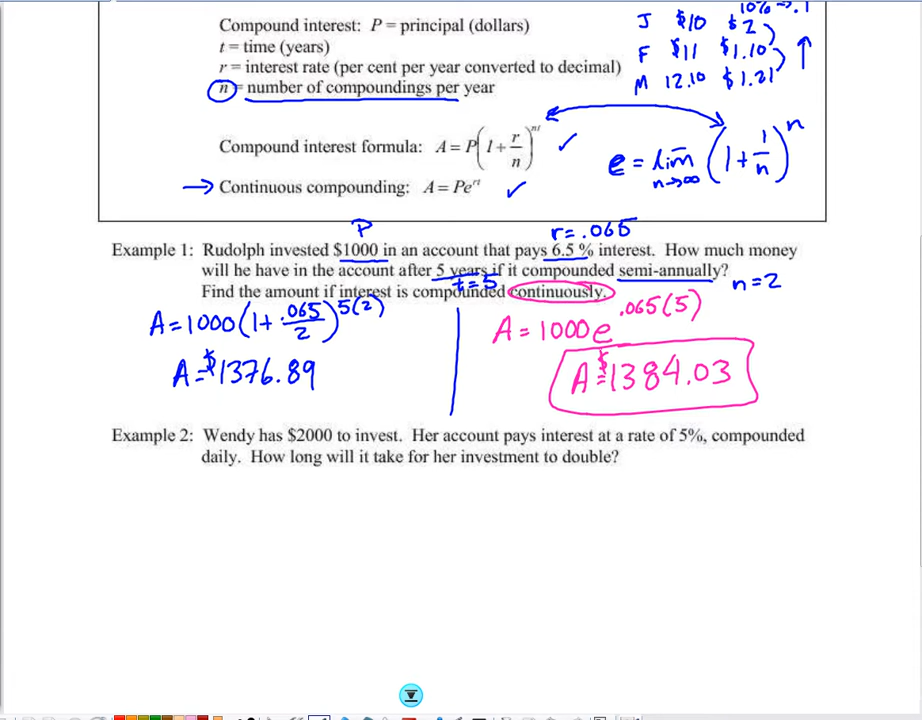 10% → .1
Compound interest: P = principal (dollars)
J $10 $2
t = time (years)
F $11 $1.10
r = interest rate (per cent per year converted to decimal)
M 12.10 $1.21
n = number of compoundings per year
Compound interest formula: A = P(1 + r/n)^nt ✓
e = lim n→∞ (1 + 1/n)^n
→ Continuous compounding: A = Pe^rt ✓
P r = .065
Example 1: Rudolph invested $1000 in an account that pays 6.5 % interest. How much money
will he have in the account after 5 years if it compounded semi-annually?
t = 5 n = 2
Find the amount if interest is compounded continuously.
A = 1000(1 + .065/2)^5(2)
A = $1376.89
A = 1000e^.065(5)
A = $1384.03
Example 2: Wendy has $2000 to invest. Her account pays interest at a rate of 5%, compounded
daily. How long will it take for her investment to double?